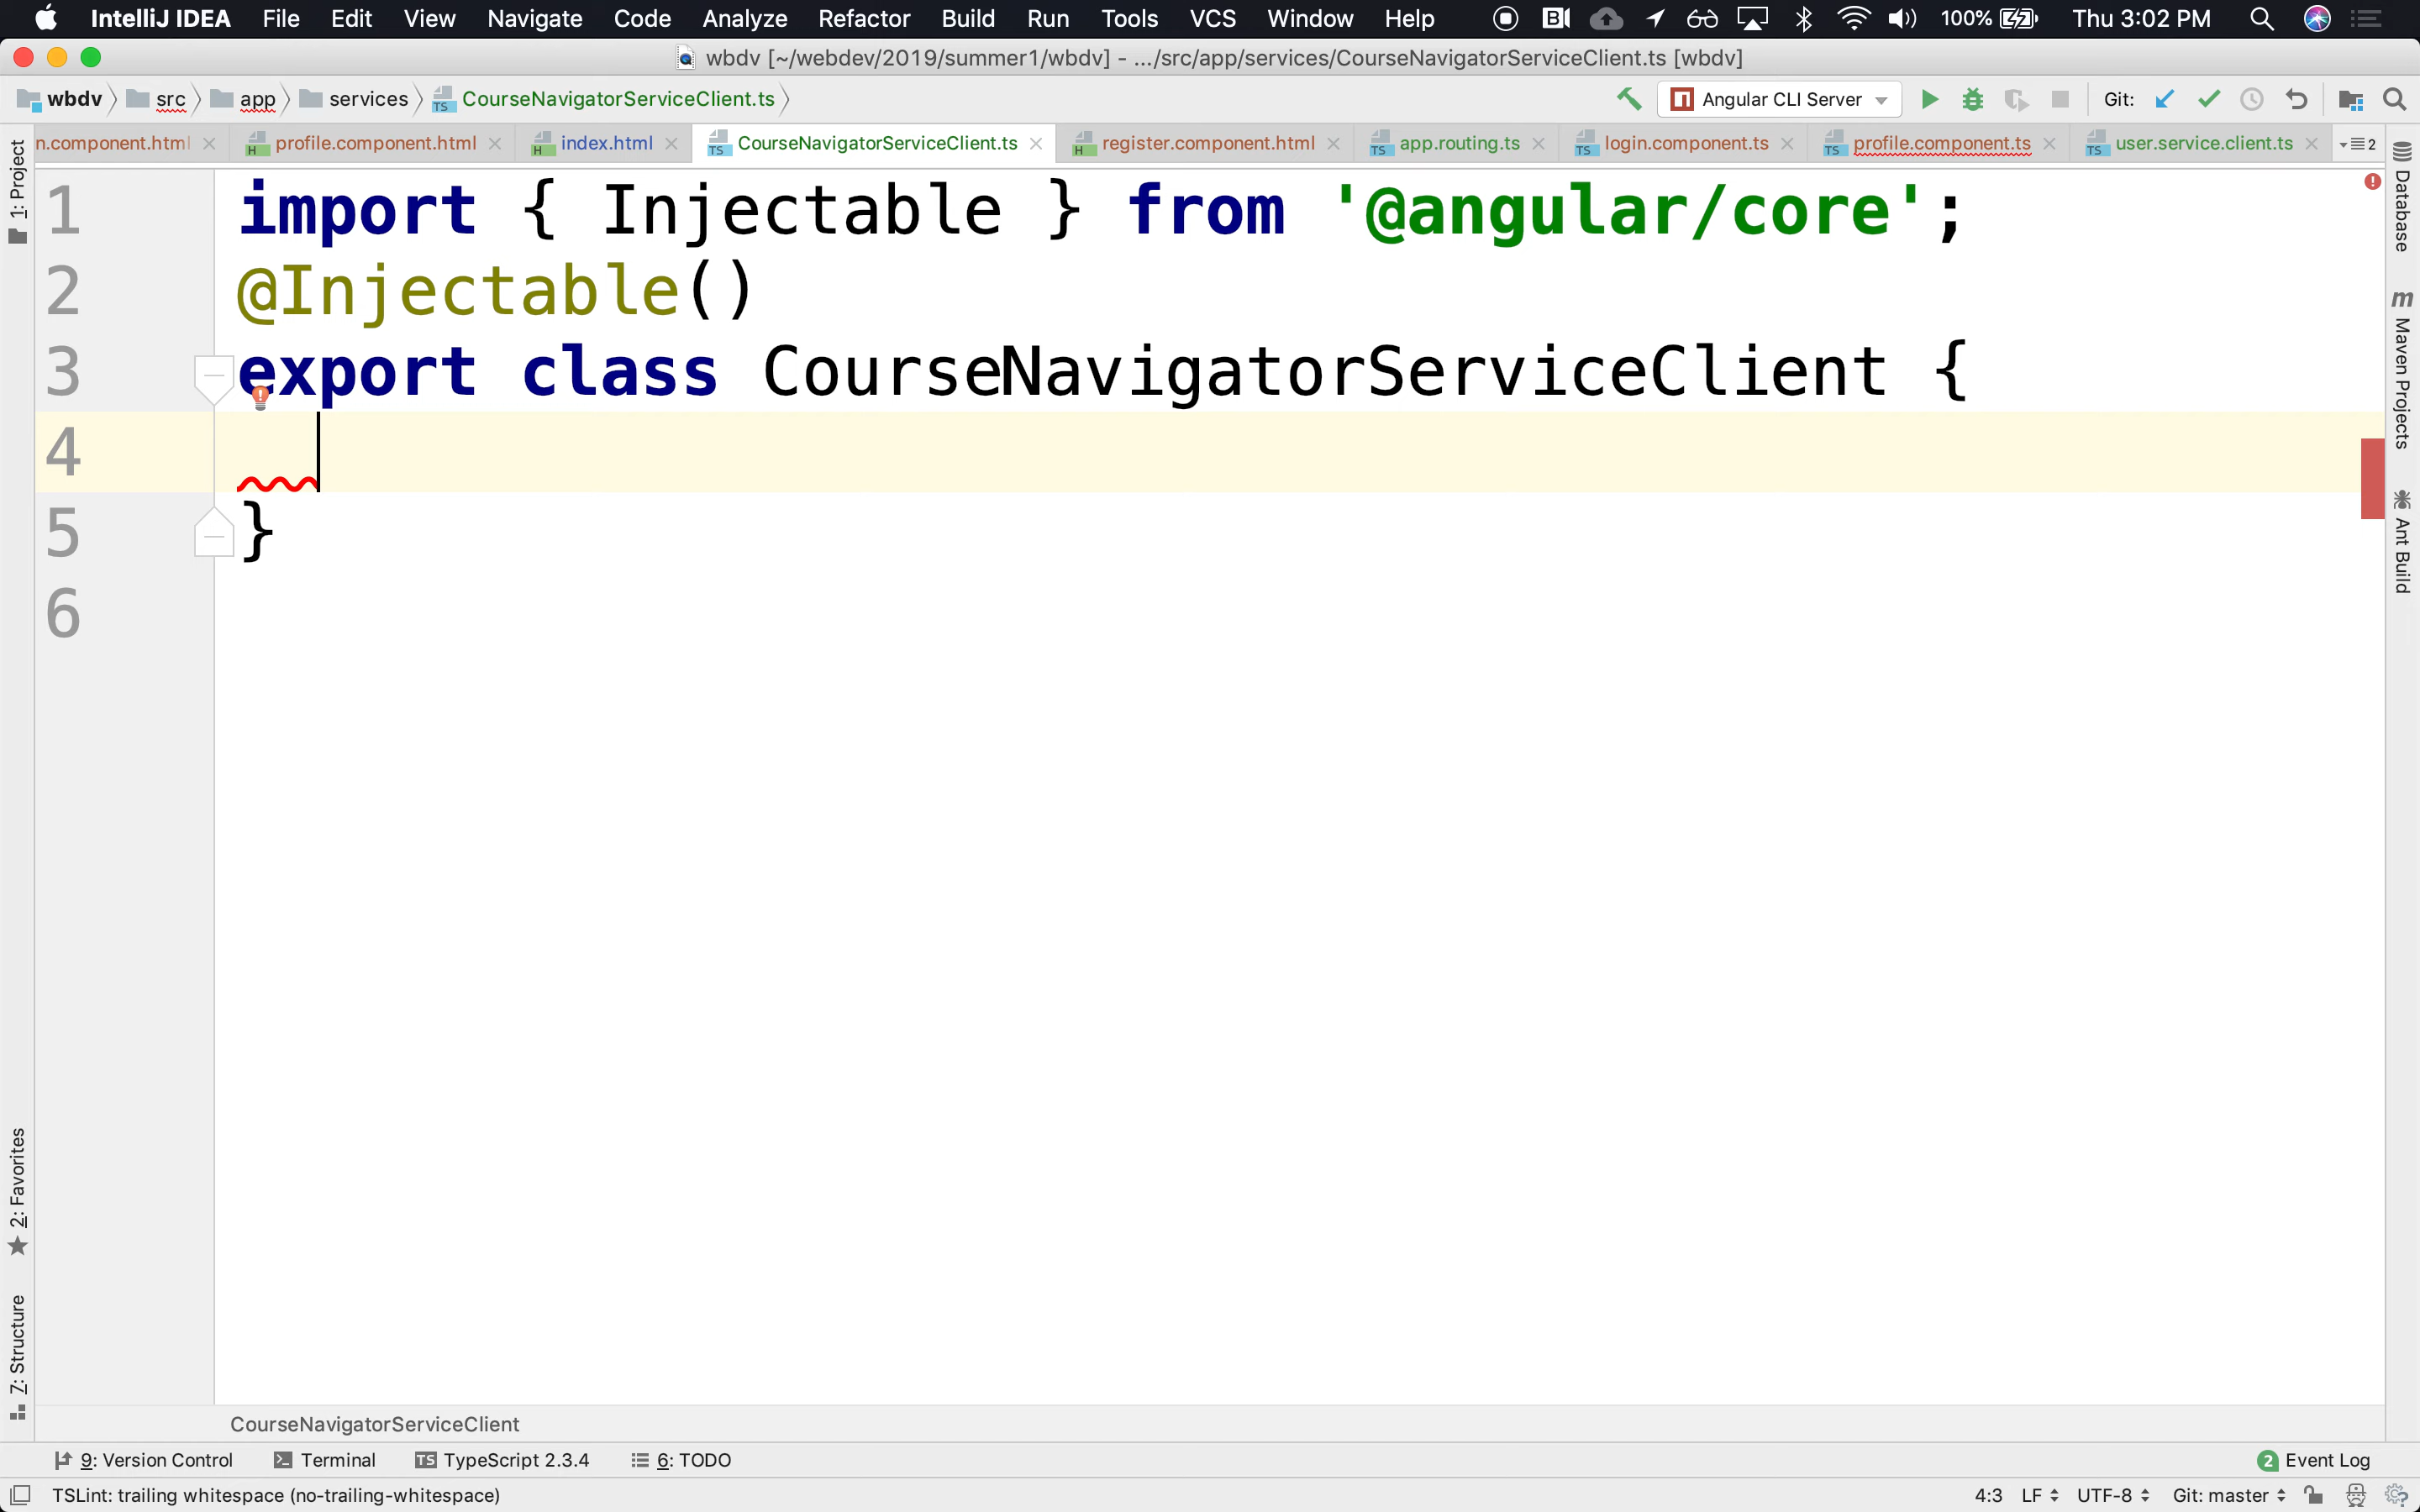 IntelliJ IDEA File Edit View Navigate Code Analyze Refactor Build Run Tools VCS Window Help 100% Thu 3:02 PM
wbdv [~/webdev/2019/summer1/wbdv] - .../src/app/services/CourseNavigatorServiceClient.ts [wbdv]
wbdv src app services CourseNavigatorServiceClient.ts Angular CLI Server Git:
n.component.html profile.component.html index.html CourseNavigatorServiceClient.ts register.component.html app.routing.ts login.component.ts profile.component.ts user.service.client.ts 2
1: Project
Database
Maven Projects
Ant Build
1 import { Injectable } from '@angular/core';
2 @Injectable()
3 export class CourseNavigatorServiceClient {
4
5 }
6
2: Favorites
7: Structure
CourseNavigatorServiceClient
9: Version Control Terminal TypeScript 2.3.4 6: TODO 2 Event Log
TSLint: trailing whitespace (no-trailing-whitespace) 4:3 LF UTF-8 Git: master